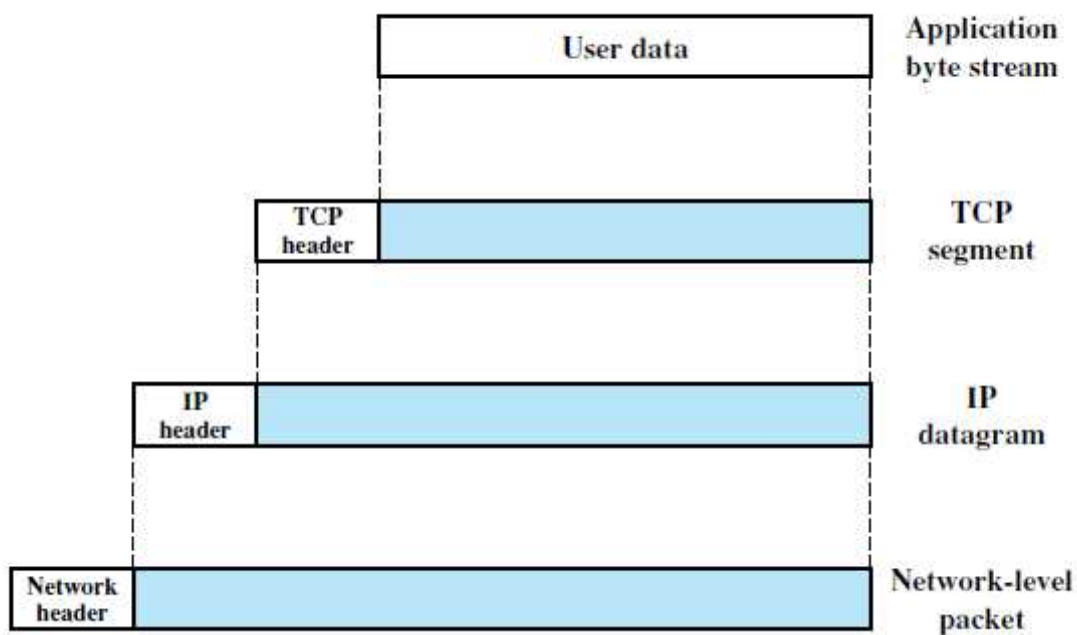 User data
Application
byte stream
TCP
header
TCP
segment
IP
header
IP
datagram
Network
header
Network-level
packet